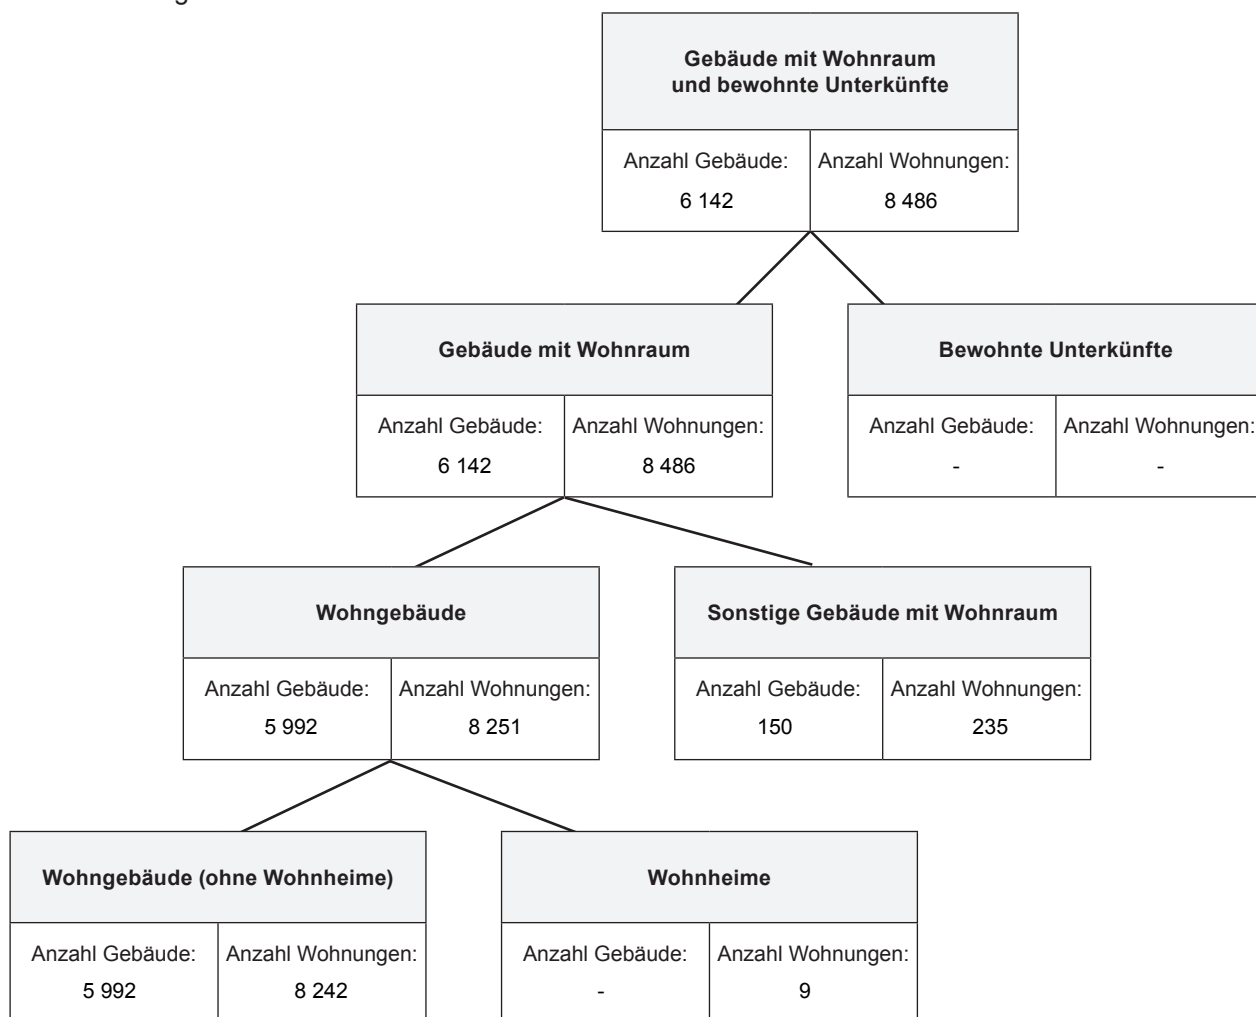 Gebäude mit Wohnraum
und bewohnte Unterkünfte
Anzahl Gebäude: Anzahl Wohnungen:
6 142 8 486
Gebäude mit Wohnraum
Anzahl Gebäude: Anzahl Wohnungen:
6 142 8 486
Bewohnte Unterkünfte
Anzahl Gebäude: Anzahl Wohnungen:
- -
Wohngebäude
Anzahl Gebäude: Anzahl Wohnungen:
5 992 8 251
Sonstige Gebäude mit Wohnraum
Anzahl Gebäude: Anzahl Wohnungen:
150 235
Wohngebäude (ohne Wohnheime)
Anzahl Gebäude: Anzahl Wohnungen:
5 992 8 242
Wohnheime
Anzahl Gebäude: Anzahl Wohnungen:
- 9